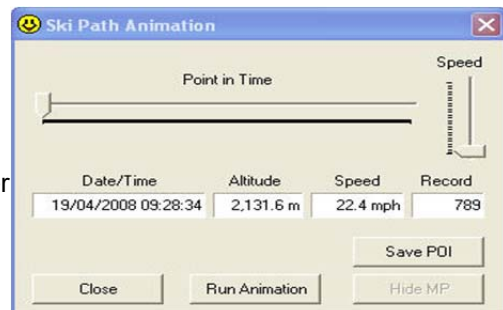 Ski Path Animation
Speed
Point in Time
r
Date/Time Altitude Speed Record
19/04/2008 09:28:34 2,131.6 m 22.4 mph 789
Save POI
Close Run Animation Hide MP